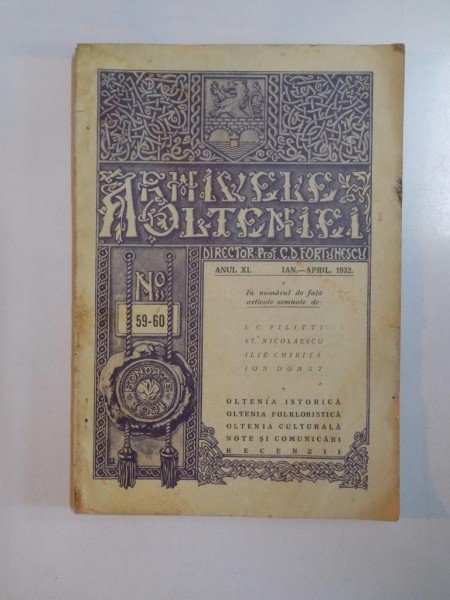 ARHIVELE
OLTENIEI
DIRECTOR-Prof. C.D. FORTUNESCU
ANUL XI. IAN.—APRIL. 1932.
No
59-60
În numărul de față
articole semnate de
I. C. FILITTI
ST. NICOLAESCU
ILIE CHIRIȚĂ
ION DONAT
OLTENIA ISTORICĂ
OLTENIA FOLKLORISTICĂ
OLTENIA CULTURALĂ
NOTE ȘI COMUNICĂRI
RECENZII